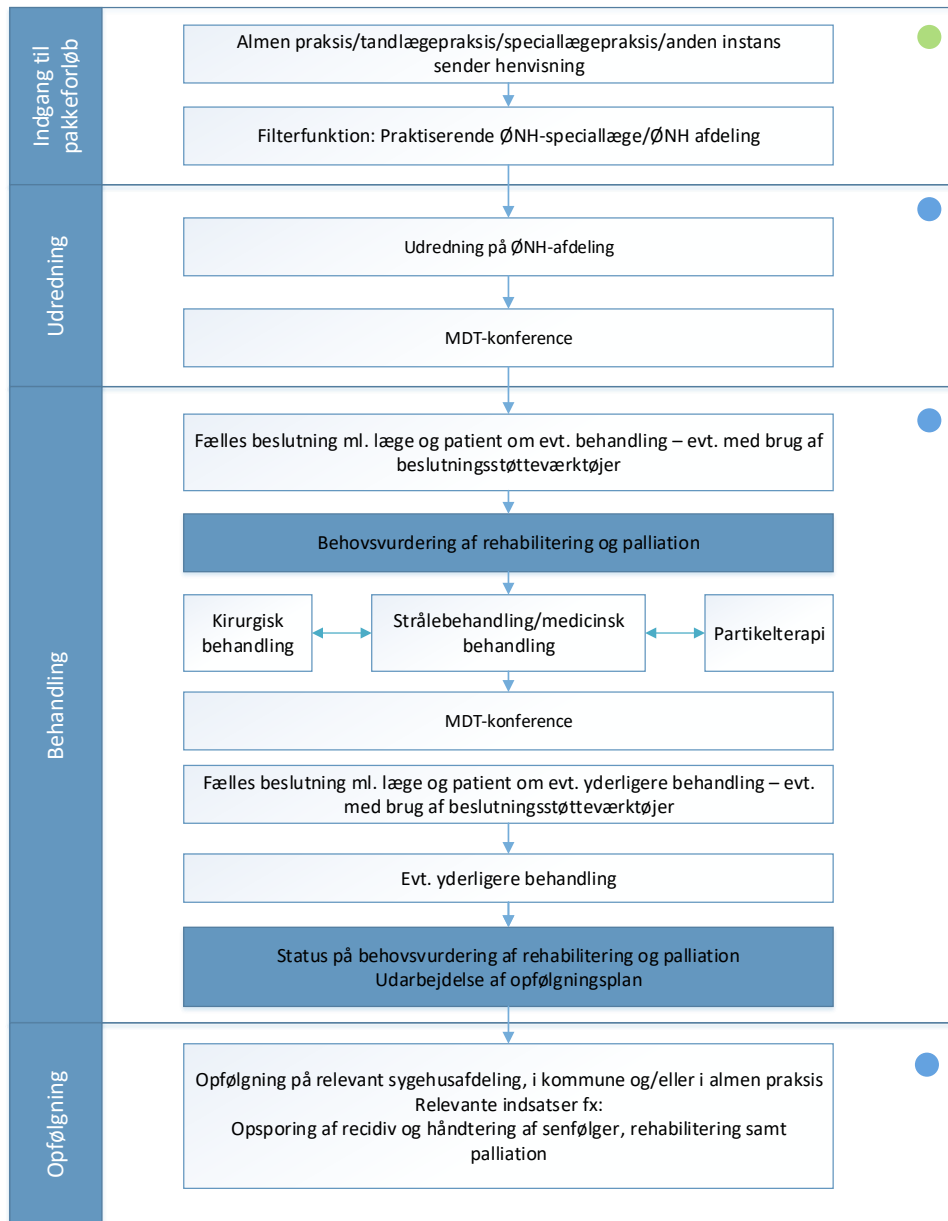 Indgang til
pakkeforløb
Almen praksis/tandlægepraksis/speciallægepraksis/anden instans
sender henvisning
Filterfunktion: Praktiserende ØNH-speciallæge/ØNH afdeling
Udredning
Udredning på ØNH-afdeling
MDT-konference
Behandling
Fælles beslutning ml. læge og patient om evt. behandling – evt. med brug af
beslutningsstøtteværktøjer
Behovsvurdering af rehabilitering og palliation
Kirurgisk
behandling
Strålebehandling/medicinsk
behandling
Partikelterapi
MDT-konference
Fælles beslutning ml. læge og patient om evt. yderligere behandling – evt.
med brug af beslutningsstøtteværktøjer
Evt. yderligere behandling
Status på behovsvurdering af rehabilitering og palliation
Udarbejdelse af opfølgningsplan
Opfølgning
Opfølgning på relevant sygehusafdeling, i kommune og/eller i almen praksis
Relevante indsatser fx:
Opsporing af recidiv og håndtering af senfølger, rehabilitering samt
palliation